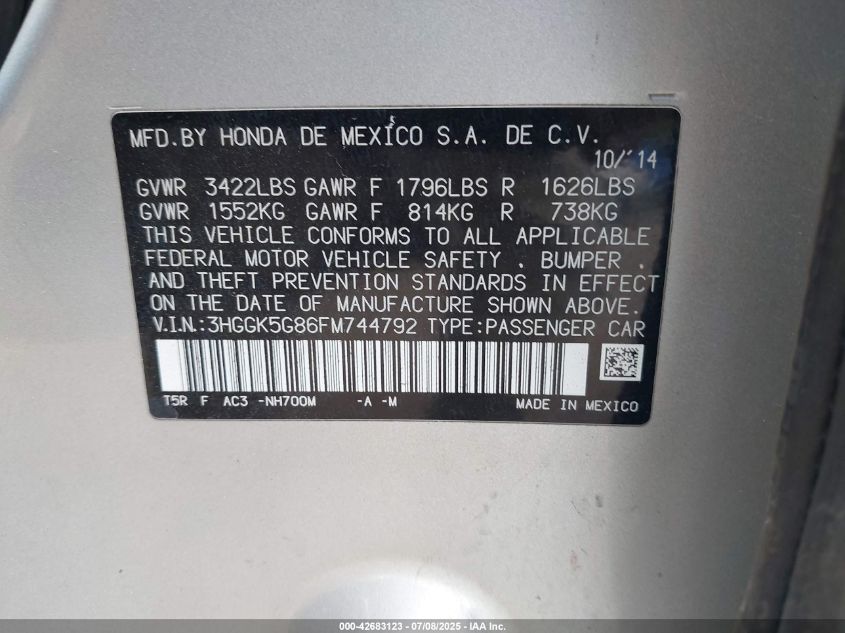 MFD.BY HONDA DE MEXICO S.A. DE C.V.
10/'14
GVWR 3422LBS GAWR F 1796LBS R 1626LBS
GVWR 1552KG GAWR F 814KG R 738KG
THIS VEHICLE CONFORMS TO ALL APPLICABLE
FEDERAL MOTOR VEHICLE SAFETY , BUMPER ,
AND THEFT PREVENTION STANDARDS IN EFFECT
ON THE DATE OF MANUFACTURE SHOWN ABOVE.
V.I.N.:3HGGK5G86FM744792 TYPE:PASSENGER CAR
T5R F AC3 -NH700M -A -M MADE IN MEXICO
000-42683123 | 07/08/2025 - IAA Inc.